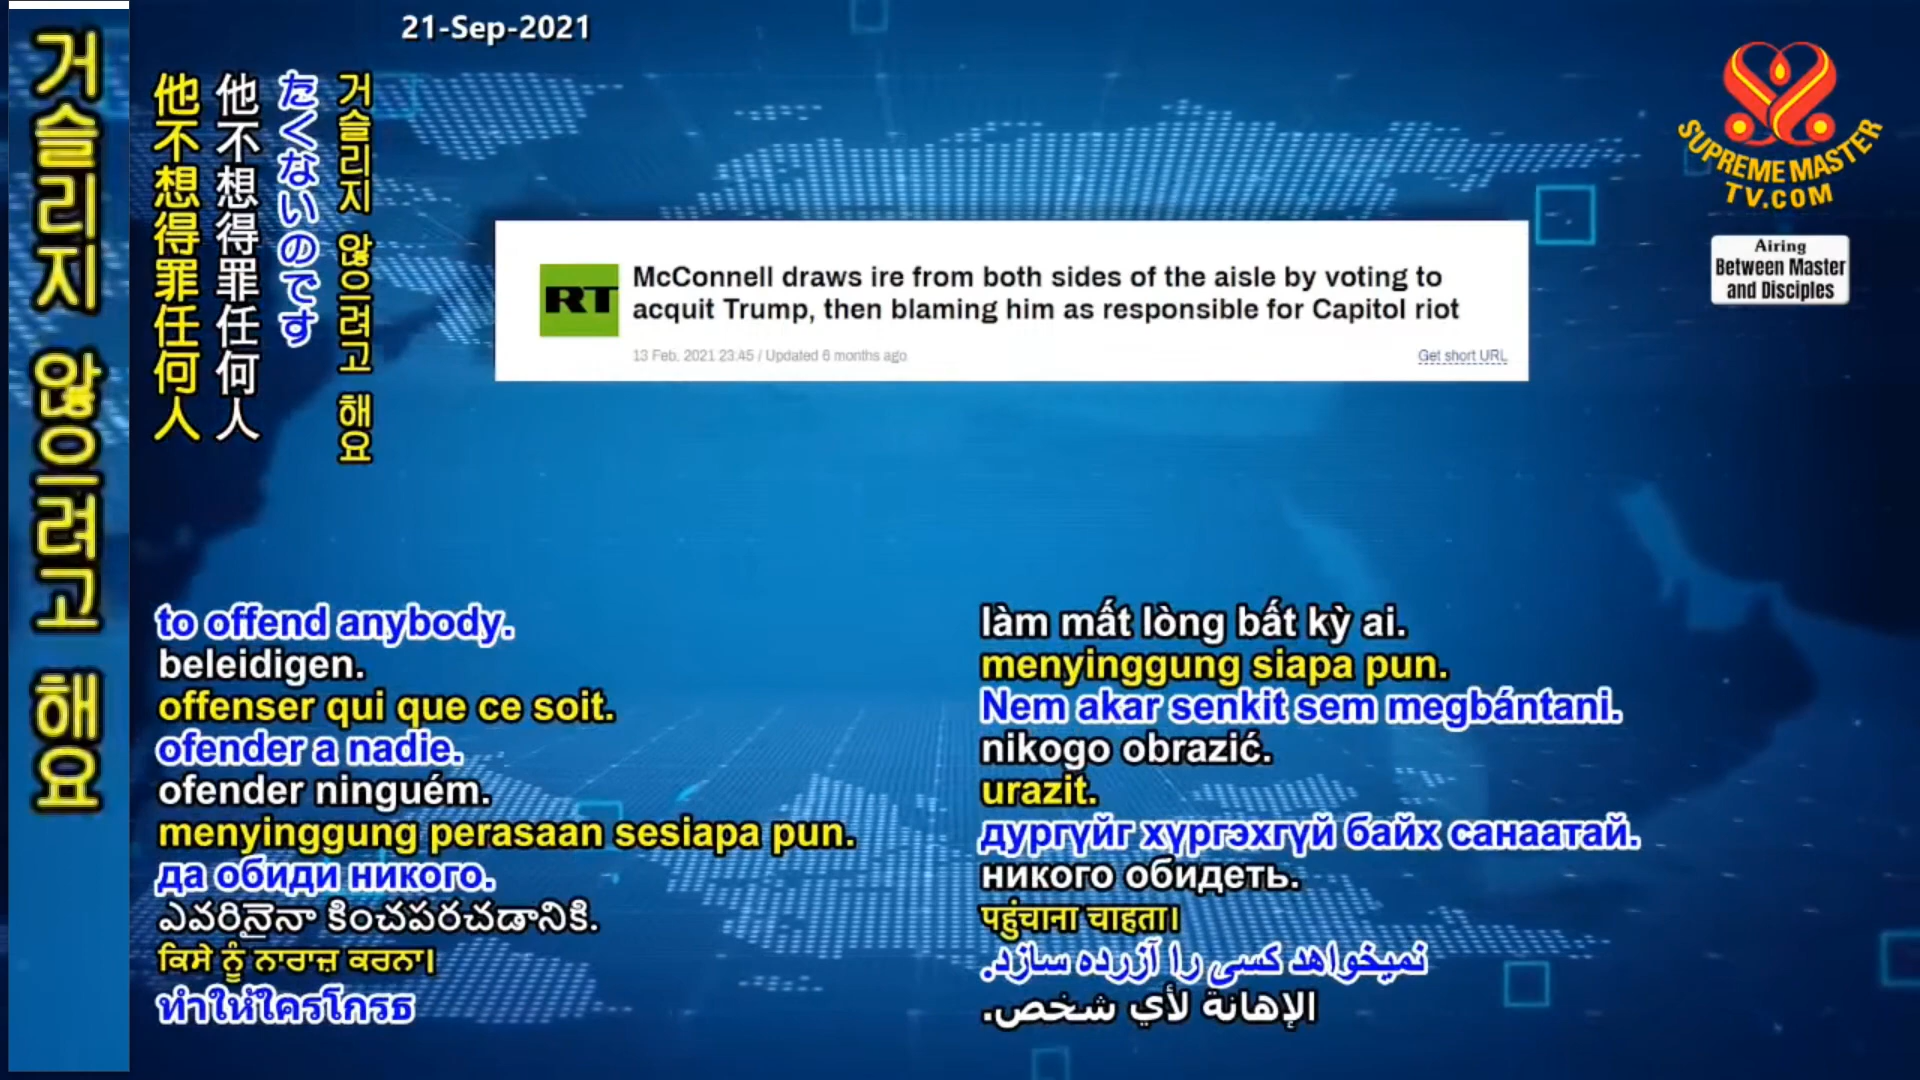 거슬리지 않으려고 해요
21-Sep-2021
他不想得罪任何人
他不想得罪任何人
たくないのです
거슬리지 않으려고 해요
SUPREME MASTER
TV.COM
Airing
Between Master
and Disciples
RT
McConnell draws ire from both sides of the aisle by voting to
acquit Trump, then blaming him as responsible for Capitol riot
13 Feb, 2021 23:45 / Updated 6 months ago
Get short URL
to offend anybody.
beleidigen.
offenser qui que ce soit.
ofender a nadie.
ofender ninguém.
menyinggung perasaan sesiapa pun.
да обиди никого.
ఎవరినైనా కించపరచడానికి.
ਕਿਸੇ ਨੂੰ ਨਾਰਾਜ਼ ਕਰਨਾ।
ทำให้ใครโกรธ
làm mất lòng bất kỳ ai.
menyinggung siapa pun.
Nem akar senkit sem megbántani.
nikogo obrazić.
urazit.
дургүйг хүргэхгүй байх санаатай.
никого обидеть.
पहुंचाना चाहता।
نمیخواهد کسی را آزرده سازد.
الإهانة لأي شخص.